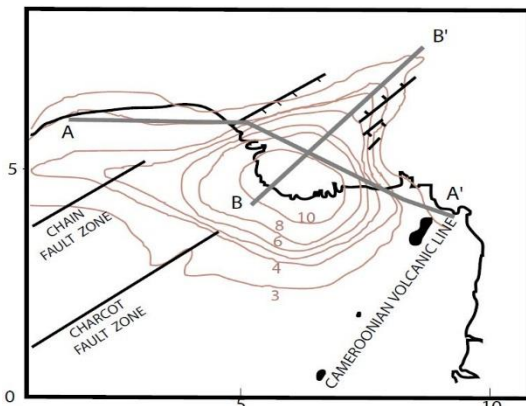 B'
A
5
B
A'
10
8
6
4
3
CHAIN
FAULT ZONE
CHARCOT
FAULT ZONE
CAMEROONIAN VOLCANIC LINE
0
5
10